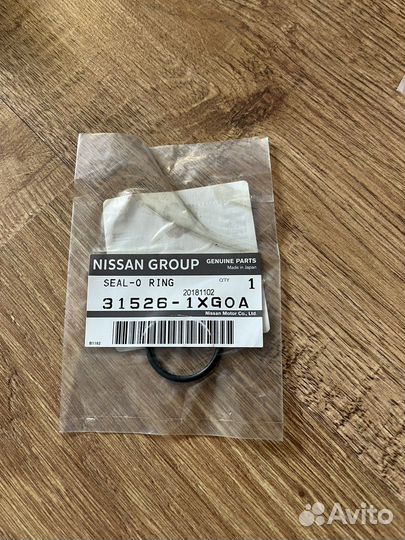 NISSAN GROUP
GENUINE PARTS
Made in Japan
SEAL-O RING
QTY
1
20181102
31526-1XG0A
Nissan Motor Co., Ltd.
Avito